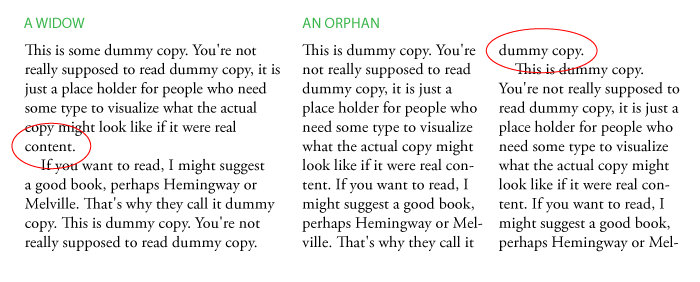 A WIDOW
This is some dummy copy. You're not
really supposed to read dummy copy, it is
just a place holder for people who need
some type to visualize what the actual
copy might look like if it were real
content.
If you want to read, I might suggest
a good book, perhaps Hemingway or
Melville. That's why they call it dummy
copy. This is dummy copy. You're not
really supposed to read dummy copy.
AN ORPHAN
This is dummy copy. You're
not really supposed to read
dummy copy, it is just a
place holder for people who
need some type to visualize
what the actual copy might
look like if it were real con-
tent. If you want to read, I
might suggest a good book,
perhaps Hemingway or Mel-
ville. That's why they call it
dummy copy.
This is dummy copy.
You're not really supposed to
read dummy copy, it is just a
place holder for people who
need some type to visualize
what the actual copy might
look like if it were real con-
tent. If you want to read, I
might suggest a good book,
perhaps Hemingway or Mel-